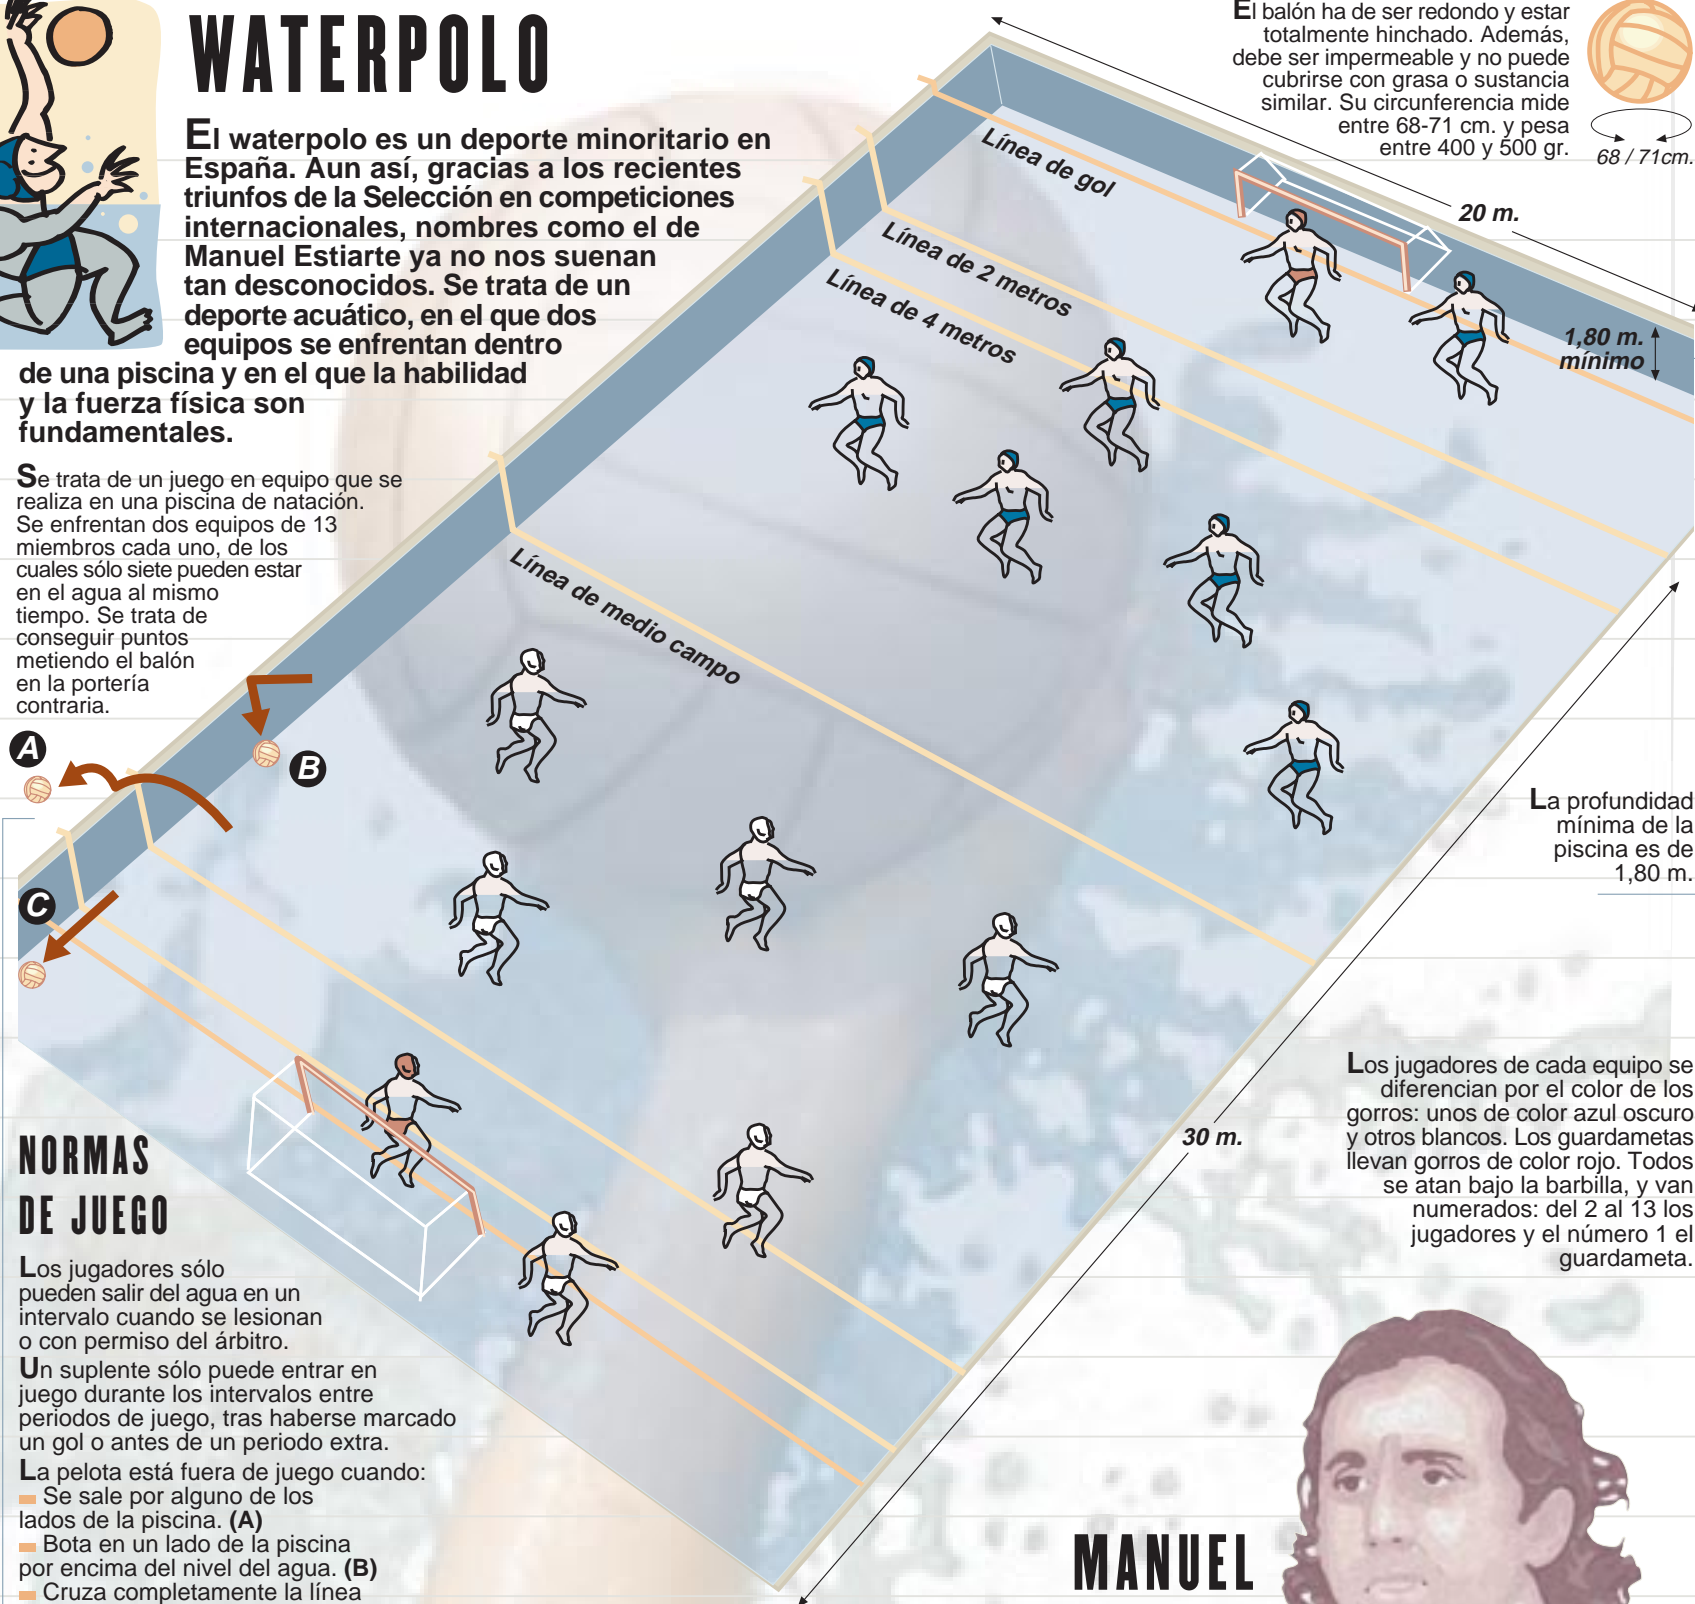 WATERPOLO
El waterpolo es un deporte minoritario en
España. Aun así, gracias a los recientes
triunfos de la Selección en competiciones
internacionales, nombres como el de
Manuel Estiarte ya no nos suenan
tan desconocidos. Se trata de un
deporte acuático, en el que dos
equipos se enfrentan dentro
de una piscina y en el que la habilidad
y la fuerza física son
fundamentales.
Se trata de un juego en equipo que se
realiza en una piscina de natación.
Se enfrentan dos equipos de 13
miembros cada uno, de los
cuales sólo siete pueden estar
en el agua al mismo
tiempo. Se trata de
conseguir puntos
metiendo el balón
en la portería
contraria.
El balón ha de ser redondo y estar
totalmente hinchado. Además,
debe ser impermeable y no puede
cubrirse con grasa o sustancia
similar. Su circunferencia mide
entre 68-71 cm. y pesa
entre 400 y 500 gr.
68 / 71cm.
20 m.
1,80 m.
mínimo
Línea de gol
Línea de 2 metros
Línea de 4 metros
Línea de medio campo
A
B
C
La profundidad
mínima de la
piscina es de
1,80 m.
30 m.
Los jugadores de cada equipo se
diferencian por el color de los
gorros: unos de color azul oscuro
y otros blancos. Los guardametas
llevan gorros de color rojo. Todos
se atan bajo la barbilla, y van
numerados: del 2 al 13 los
jugadores y el número 1 el
guardameta.
NORMAS
DE JUEGO
Los jugadores sólo
pueden salir del agua en un
intervalo cuando se lesionan
o con permiso del árbitro.
Un suplente sólo puede entrar en
juego durante los intervalos entre
periodos de juego, tras haberse marcado
un gol o antes de un periodo extra.
La pelota está fuera de juego cuando:
Se sale por alguno de los
lados de la piscina. (A)
Bota en un lado de la piscina
por encima del nivel del agua. (B)
Cruza completamente la línea
MANUEL